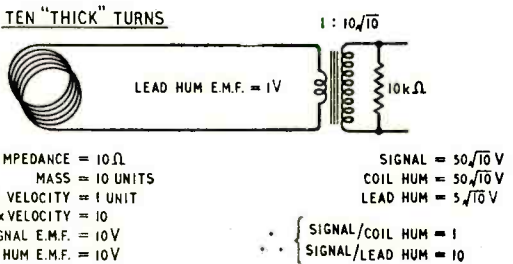 TEN "THICK" TURNS
1 : 10√10
LEAD HUM E.M.F. = 1V
10kΩ
MPEDANCE = 10Ω
MASS = 10 UNITS
VELOCITY = 1 UNIT
x VELOCITY = 10
GNAL E.M.F. = 10V
HUM E.M.F. = 10V
SIGNAL = 50√10 V
COIL HUM = 50√10 V
LEAD HUM = 5√10 V
∴ { SIGNAL/COIL HUM = 1
SIGNAL/LEAD HUM = 10